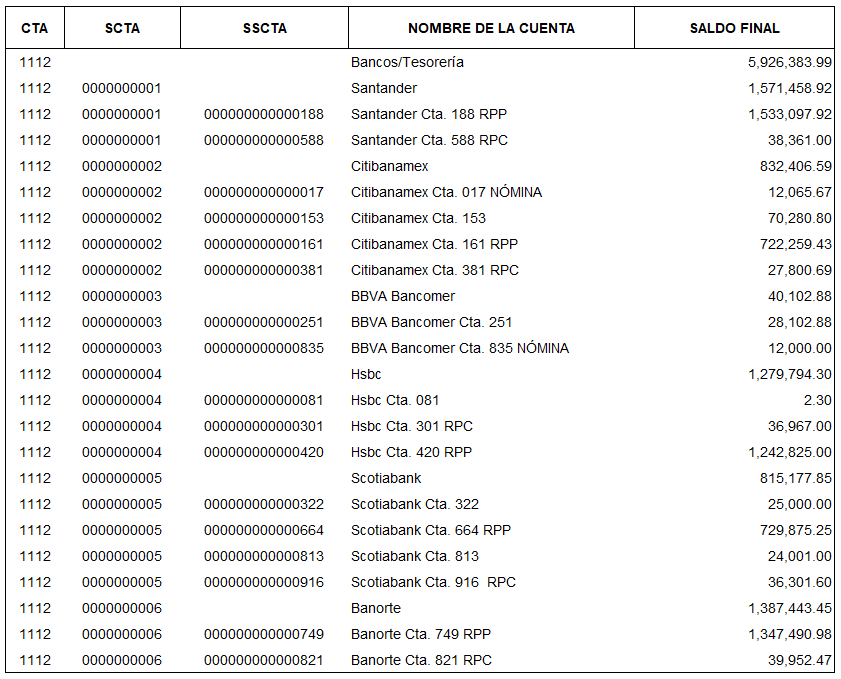 CTA SCTA SSCTA NOMBRE DE LA CUENTA SALDO FINAL
1112 Bancos/Tesorería 5,926,383.99
1112 0000000001 Santander 1,571,458.92
1112 0000000001 000000000000188 Santander Cta. 188 RPP 1,533,097.92
1112 0000000001 000000000000588 Santander Cta. 588 RPC 38,361.00
1112 0000000002 Citibanamex 832,406.59
1112 0000000002 000000000000017 Citibanamex Cta. 017 NÓMINA 12,065.67
1112 0000000002 000000000000153 Citibanamex Cta. 153 70,280.80
1112 0000000002 000000000000161 Citibanamex Cta. 161 RPP 722,259.43
1112 0000000002 000000000000381 Citibanamex Cta. 381 RPC 27,800.69
1112 0000000003 BBVA Bancomer 40,102.88
1112 0000000003 000000000000251 BBVA Bancomer Cta. 251 28,102.88
1112 0000000003 000000000000835 BBVA Bancomer Cta. 835 NÓMINA 12,000.00
1112 0000000004 Hsbc 1,279,794.30
1112 0000000004 000000000000081 Hsbc Cta. 081 2.30
1112 0000000004 000000000000301 Hsbc Cta. 301 RPC 36,967.00
1112 0000000004 000000000000420 Hsbc Cta. 420 RPP 1,242,825.00
1112 0000000005 Scotiabank 815,177.85
1112 0000000005 000000000000322 Scotiabank Cta. 322 25,000.00
1112 0000000005 000000000000664 Scotiabank Cta. 664 RPP 729,875.25
1112 0000000005 000000000000813 Scotiabank Cta. 813 24,001.00
1112 0000000005 000000000000916 Scotiabank Cta. 916  RPC 36,301.60
1112 0000000006 Banorte 1,387,443.45
1112 0000000006 000000000000749 Banorte Cta. 749 RPP 1,347,490.98
1112 0000000006 000000000000821 Banorte Cta. 821 RPC 39,952.47